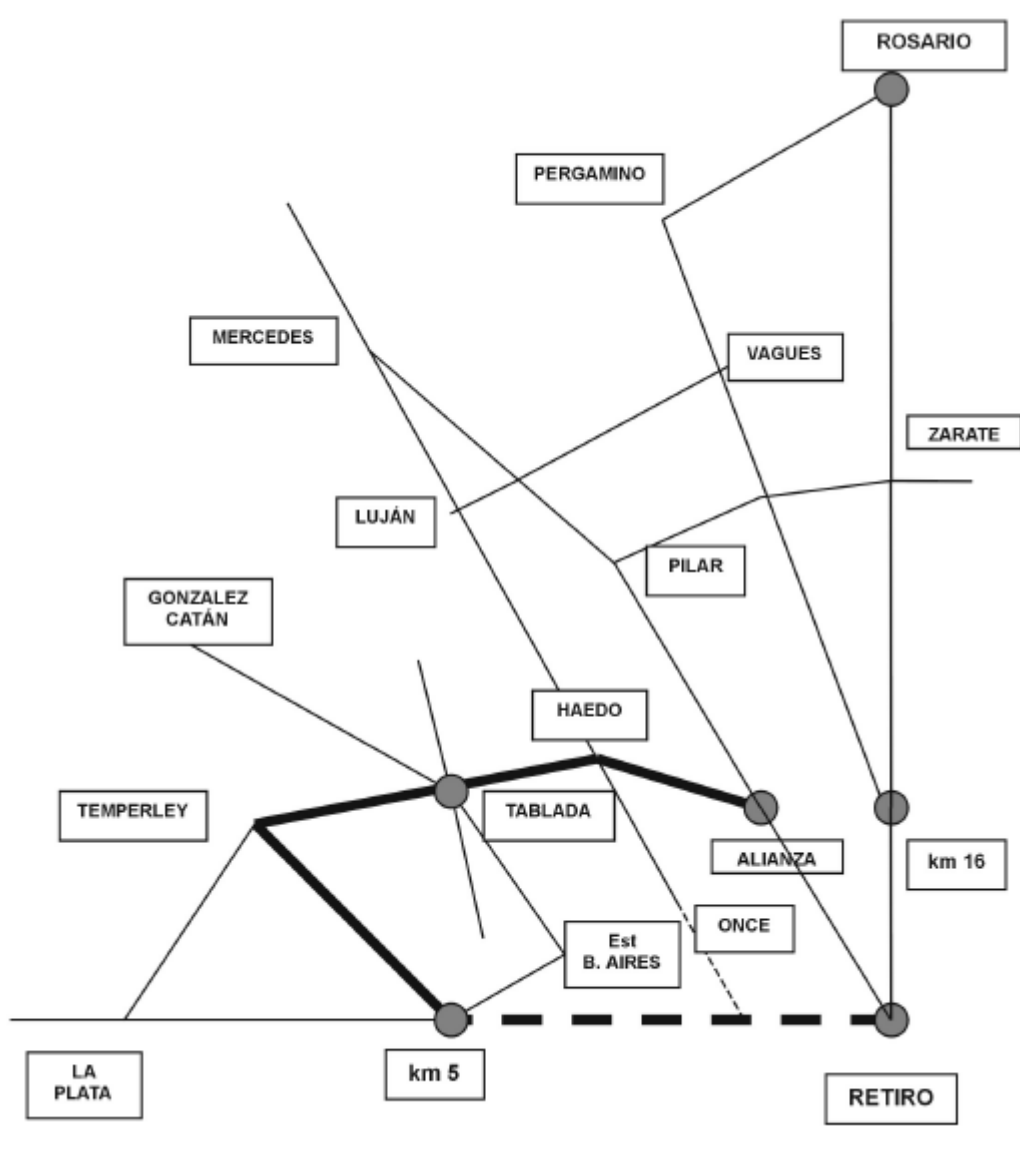 ROSARIO
PERGAMINO
MERCEDES
VAGUES
ZARATE
LUJÁN
PILAR
GONZALEZ
CATÁN
HAEDO
TEMPERLEY
TABLADA
ALIANZA
km 16
ONCE
Est
B. AIRES
LA
PLATA
km 5
RETIRO